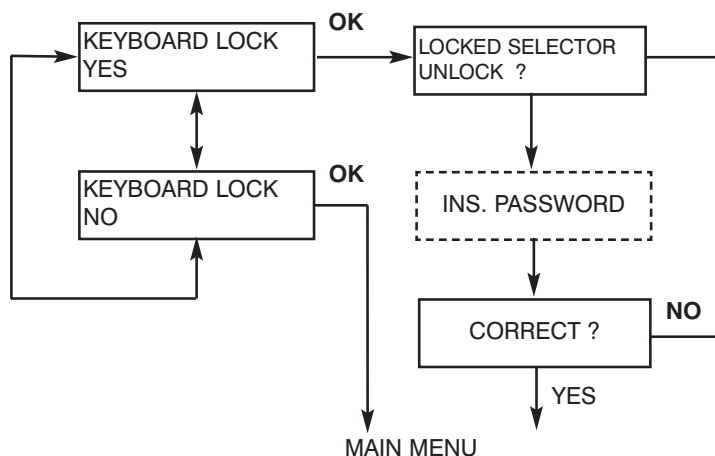 KEYBOARD LOCK
YES
OK
LOCKED SELECTOR
UNLOCK ?
KEYBOARD LOCK
NO
OK
INS. PASSWORD
CORRECT ?
NO
YES
MAIN MENU